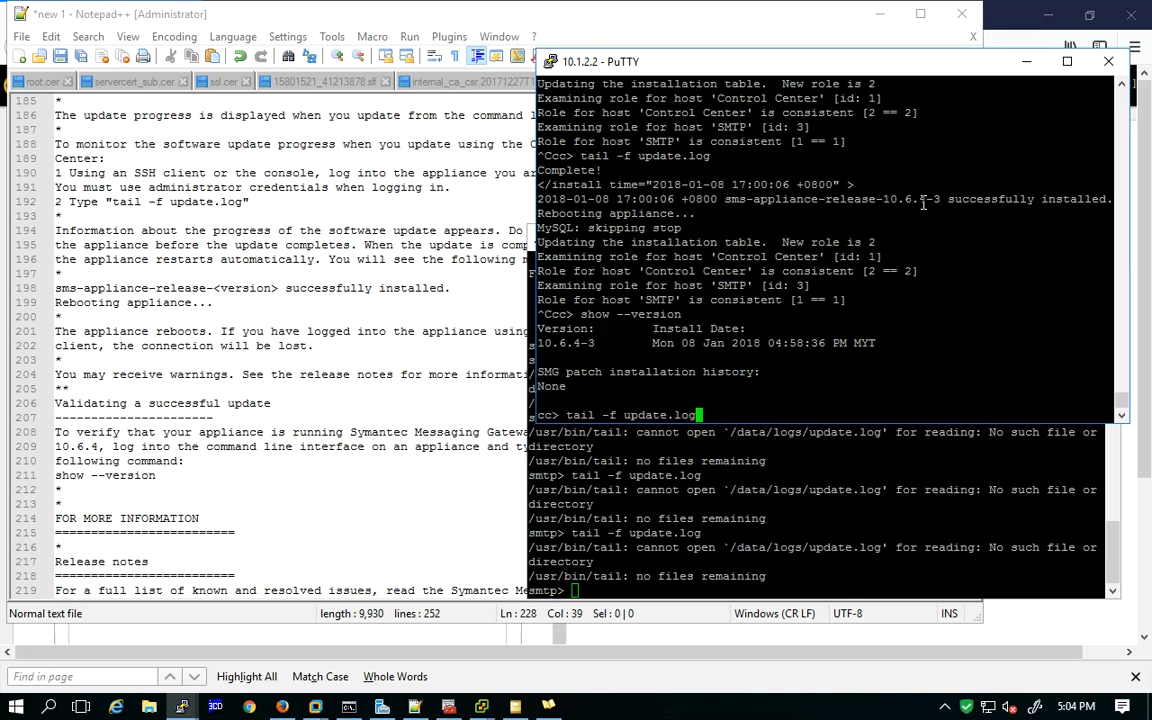 *new 1 - Notepad++ [Administrator]
File Edit Search View Encoding Language Settings Tools Macro Run Plugins Window ?
X
root.cer
servercert_sub.cer
ssl.cer
15801521_41213878.slf
internal_ca_csr.20171227T1
185 *
186 The update progress is displayed when you update from the command l
187 *
188 To monitor the software update progress when you update using the C
189 Center:
190 1 Using an SSH client or the console, log into the appliance you ar
191 You must use administrator credentials when logging in.
192 2 Type "tail -f update.log"
193 *
194 Information about the progress of the software update appears. Do
195 the appliance before the update completes. When the update is comp
196 the appliance restarts automatically. You will see the following m
197 *
198 sms-appliance-release-<version> successfully installed.
199 Rebooting appliance...
200 *
201 The appliance reboots. If you have logged into the appliance using
202 client, the connection will be lost.
203 *
204 You may receive warnings. See the release notes for more informati
205 **
206 Validating a successful update
207 ----------------------
208 To verify that your appliance is running Symantec Messaging Gatewa
209 10.6.4, log into the command line interface on an appliance and ty
210 following command:
211 show --version
212 *
213 *
214 FOR MORE INFORMATION
215 =========================
216 *
217 Release notes
218 =========================
219 For a full list of known and resolved issues, read the Symantec Me
10.1.2.2 - PuTTY
Updating the installation table. New role is 2
Examining role for host 'Control Center' [id: 1]
Role for host 'Control Center' is consistent [2 == 2]
Examining role for host 'SMTP' [id: 3]
Role for host 'SMTP' is consistent [1 == 1]
^Ccc> tail -f update.log
Complete!
</install time="2018-01-08 17:00:06 +0800" >
2018-01-08 17:00:06 +0800 sms-appliance-release-10.6.4-3 successfully installed.
Rebooting appliance...
MySQL: skipping stop
Updating the installation table. New role is 2
Examining role for host 'Control Center' [id: 1]
Role for host 'Control Center' is consistent [2 == 2]
Examining role for host 'SMTP' [id: 3]
Role for host 'SMTP' is consistent [1 == 1]
^Ccc> show --version
Version: Install Date:
10.6.4-3 Mon 08 Jan 2018 04:58:36 PM MYT
SMG patch installation history:
None
cc> tail -f update.log
/usr/bin/tail: cannot open `/data/logs/update.log' for reading: No such file or
directory
/usr/bin/tail: no files remaining
smtp> tail -f update.log
/usr/bin/tail: cannot open `/data/logs/update.log' for reading: No such file or
directory
/usr/bin/tail: no files remaining
smtp> tail -f update.log
/usr/bin/tail: cannot open `/data/logs/update.log' for reading: No such file or
directory
/usr/bin/tail: no files remaining
smtp>
Normal text file length : 9,930 lines : 252 Ln : 228 Col : 39 Sel : 0 | 0 Windows (CR LF) UTF-8 INS
Find in page Highlight All Match Case Whole Words
5:04 PM